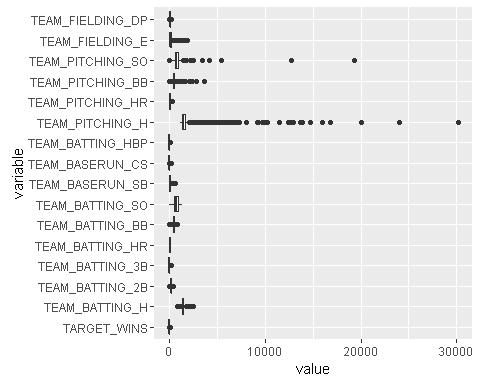 TEAM_FIELDING_DP
TEAM_FIELDING_E
TEAM_PITCHING_SO
TEAM_PITCHING_BB
TEAM_PITCHING_HR
TEAM_PITCHING_H
TEAM_BATTING_HBP
TEAM_BASERUN_CS
TEAM_BASERUN_SB
TEAM_BATTING_SO
TEAM_BATTING_BB
TEAM_BATTING_HR
TEAM_BATTING_3B
TEAM_BATTING_2B
TEAM_BATTING_H
TARGET_WINS
variable
0 10000 20000 30000
value